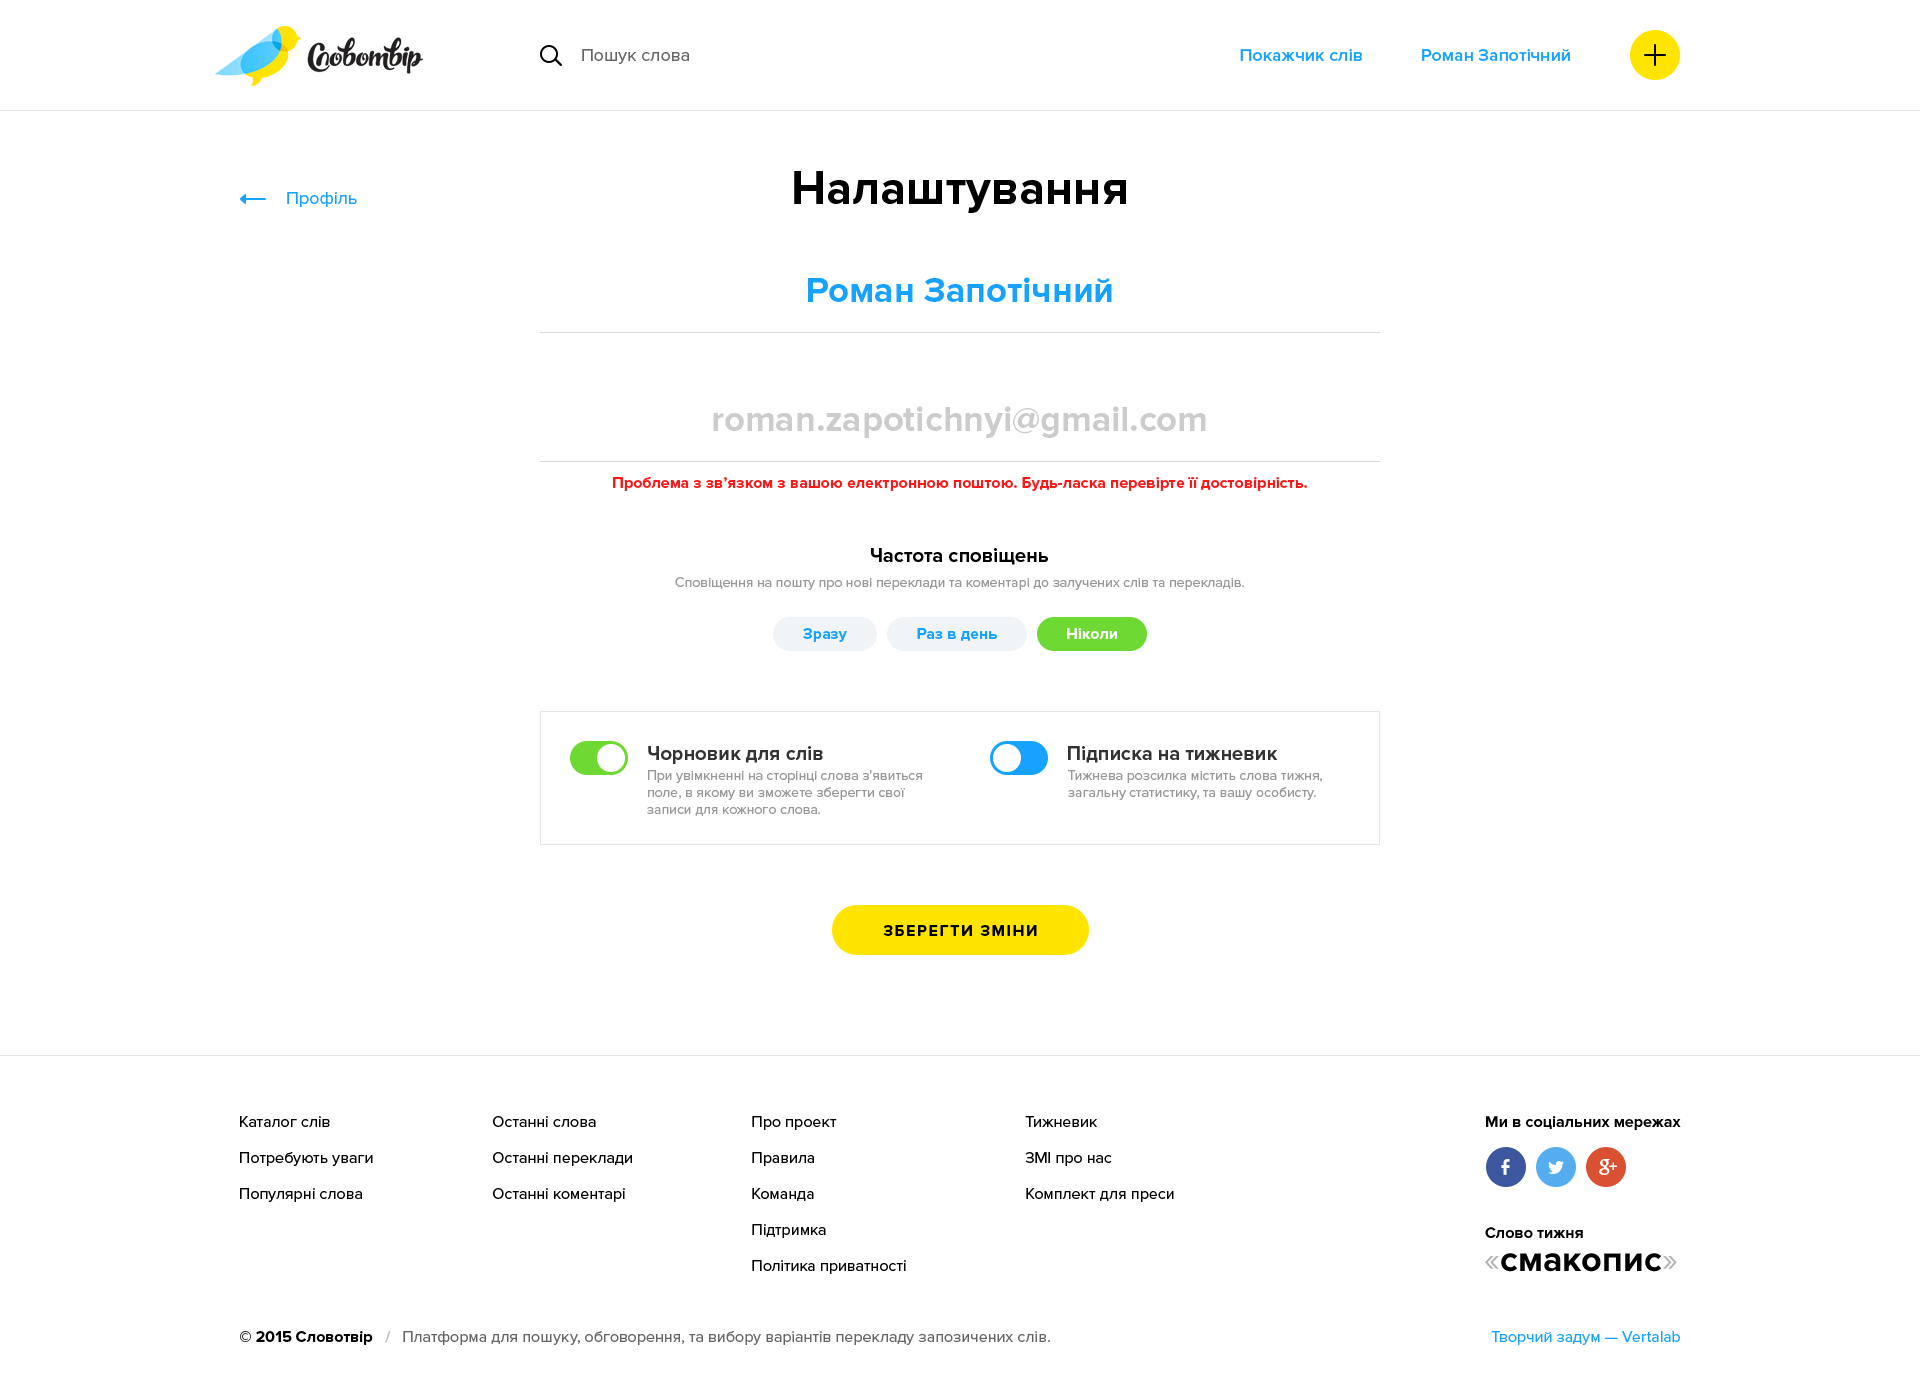 Словотвір
Пошук слова
Покажчик слів
Роман Запотічний
Профіль
Налаштування
Роман Запотічний
roman.zapotichnyi@gmail.com
Проблема з зв’язком з вашою електронною поштою. Будь-ласка перевірте її достовірність.
Частота сповіщень
Сповіщення на пошту про нові переклади та коментарі до залучених слів та перекладів.
Зразу
Раз в день
Ніколи
Чорновик для слів
При увімкненні на сторінці слова з'явиться
поле, в якому ви зможете зберегти свої
записи для кожного слова.
Підписка на тижневик
Тижнева розсилка містить слова тижня,
загальну статистику, та вашу особисту.
ЗБЕРЕГТИ ЗМІНИ
Каталог слів
Потребують уваги
Популярні слова
Останні слова
Останні переклади
Останні коментарі
Про проект
Правила
Команда
Підтримка
Політика приватності
Тижневик
ЗМІ про нас
Комплект для преси
Ми в соціальних мережах
f
g+
Слово тижня
«смакопис»
© 2015 Словотвір / Платформа для пошуку, обговорення, та вибору варіантів перекладу запозичених слів.
Творчий задум — Vertalab